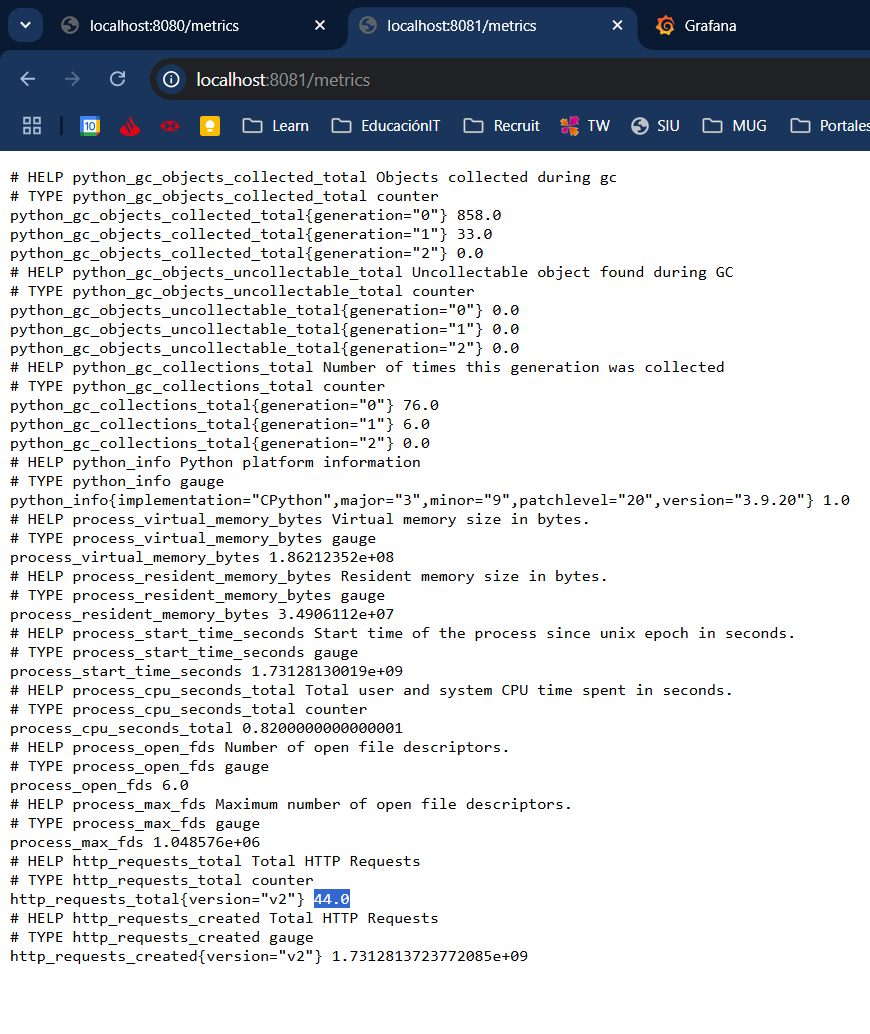 localhost:8080/metrics
localhost:8081/metrics
Grafana
localhost:8081/metrics
10
Learn
EducaciónIT
Recruit
TW
SIU
MUG
Portales
# HELP python_gc_objects_collected_total Objects collected during gc
# TYPE python_gc_objects_collected_total counter
python_gc_objects_collected_total{generation="0"} 858.0
python_gc_objects_collected_total{generation="1"} 33.0
python_gc_objects_collected_total{generation="2"} 0.0
# HELP python_gc_objects_uncollectable_total Uncollectable object found during GC
# TYPE python_gc_objects_uncollectable_total counter
python_gc_objects_uncollectable_total{generation="0"} 0.0
python_gc_objects_uncollectable_total{generation="1"} 0.0
python_gc_objects_uncollectable_total{generation="2"} 0.0
# HELP python_gc_collections_total Number of times this generation was collected
# TYPE python_gc_collections_total counter
python_gc_collections_total{generation="0"} 76.0
python_gc_collections_total{generation="1"} 6.0
python_gc_collections_total{generation="2"} 0.0
# HELP python_info Python platform information
# TYPE python_info gauge
python_info{implementation="CPython",major="3",minor="9",patchlevel="20",version="3.9.20"} 1.0
# HELP process_virtual_memory_bytes Virtual memory size in bytes.
# TYPE process_virtual_memory_bytes gauge
process_virtual_memory_bytes 1.86212352e+08
# HELP process_resident_memory_bytes Resident memory size in bytes.
# TYPE process_resident_memory_bytes gauge
process_resident_memory_bytes 3.4906112e+07
# HELP process_start_time_seconds Start time of the process since unix epoch in seconds.
# TYPE process_start_time_seconds gauge
process_start_time_seconds 1.73128130019e+09
# HELP process_cpu_seconds_total Total user and system CPU time spent in seconds.
# TYPE process_cpu_seconds_total counter
process_cpu_seconds_total 0.8200000000000001
# HELP process_open_fds Number of open file descriptors.
# TYPE process_open_fds gauge
process_open_fds 6.0
# HELP process_max_fds Maximum number of open file descriptors.
# TYPE process_max_fds gauge
process_max_fds 1.048576e+06
# HELP http_requests_total Total HTTP Requests
# TYPE http_requests_total counter
http_requests_total{version="v2"} 44.0
# HELP http_requests_created Total HTTP Requests
# TYPE http_requests_created gauge
http_requests_created{version="v2"} 1.7312813723772085e+09